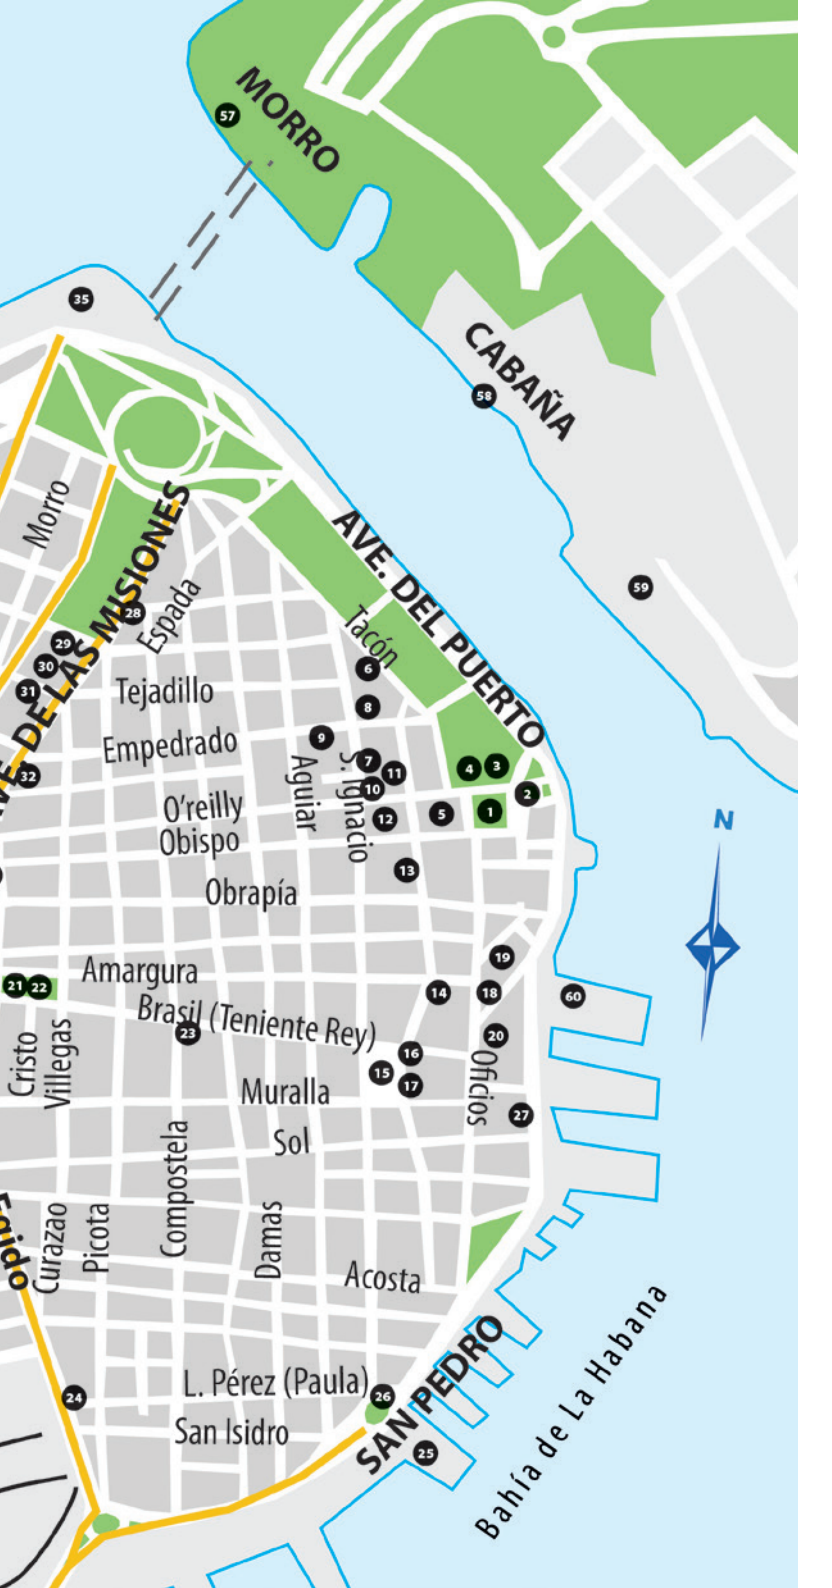 MORRO
57
35
CABAÑA
58
Morro
AVE. DEL PUERTO
59
28
Espada
Tacón
29
30
6
31
Tejadillo
8
DE LAS MISIONES
Empedrado
9
7
11
4
3
32
10
2
Aguiar
S. Ignacio
O'reilly
12
5
1
N
Obispo
13
Obrapía
19
Amargura
21
22
14
18
60
Brasil (Teniente Rey)
23
20
16
Cristo
Villegas
15
17
Oficios
Muralla
27
Sol
Compostela
Egido
Curazao
Picota
Damas
Acosta
L. Pérez (Paula)
26
24
SAN PEDRO
San Isidro
25
Bahía de La Habana